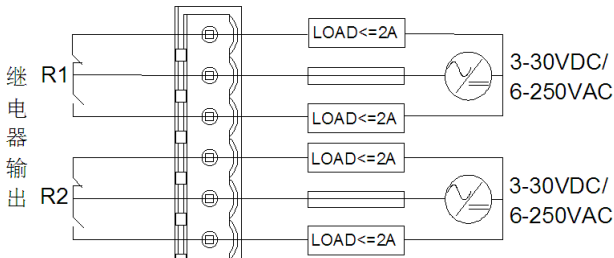 继电器输出
R1
LOAD<=2A
3-30VDC/
6-250VAC
LOAD<=2A
R2
LOAD<=2A
3-30VDC/
6-250VAC
LOAD<=2A